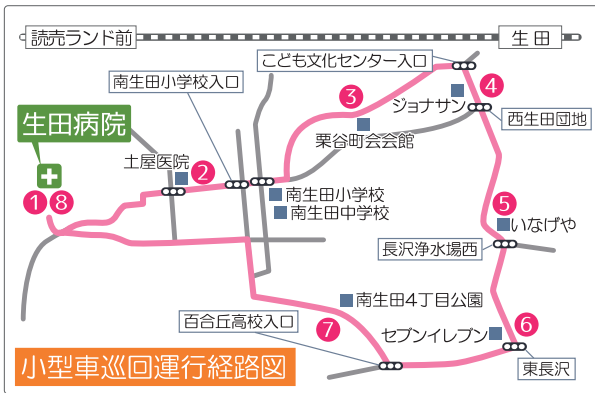 読売ランド前
生田
こども文化センター入口
南生田小学校入口
3
4
ジョナサン
生田病院
西生田団地
栗谷町会会館
土屋医院
2
南生田小学校
南生田中学校
1 8
5
いなげや
長沢浄水場西
南生田4丁目公園
百合丘高校入口
7
セブンイレブン
6
東長沢
小型車巡回運行経路図